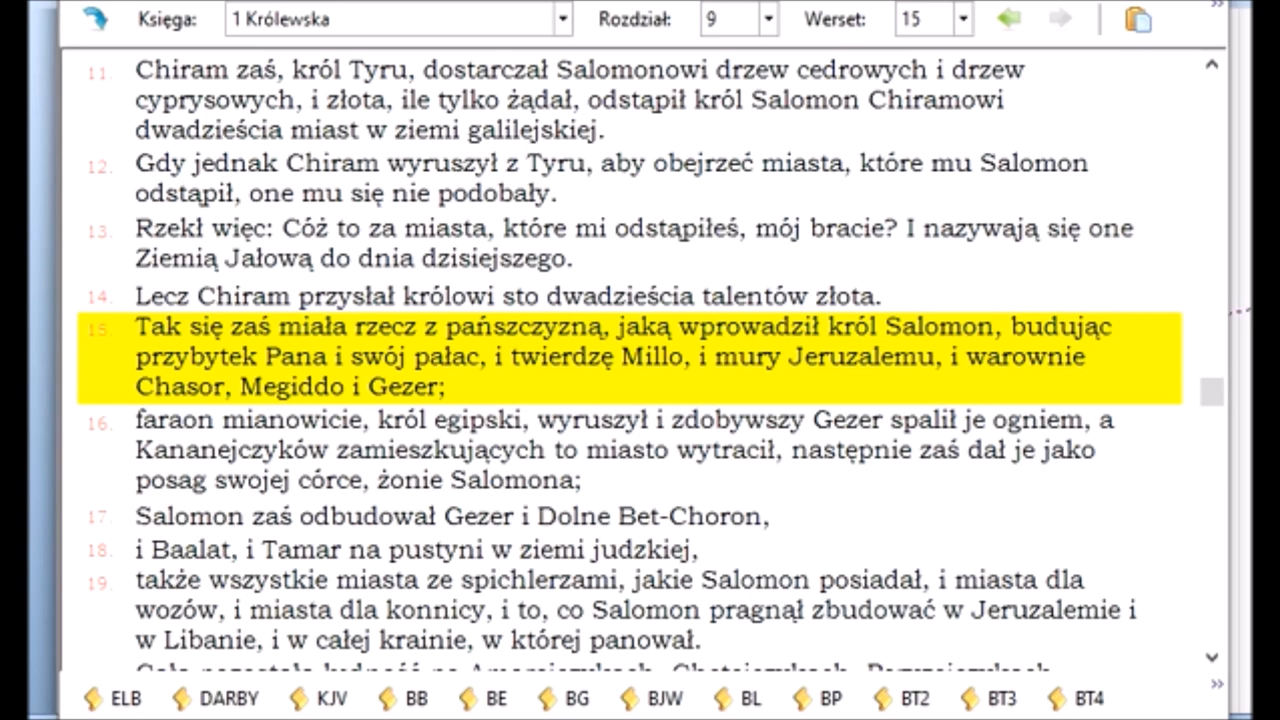 Księga: 1 Królewska Rozdział: 9 Werset: 15
11. Chiram zaś, król Tyru, dostarczał Salomonowi drzew cedrowych i drzew
cyprysowych, i złota, ile tylko żądał, odstąpił król Salomon Chiramowi
dwadzieścia miast w ziemi galilejskiej.
12. Gdy jednak Chiram wyruszył z Tyru, aby obejrzeć miasta, które mu Salomon
odstąpił, one mu się nie podobały.
13. Rzekł więc: Cóż to za miasta, które mi odstąpiłeś, mój bracie? I nazywają się one
Ziemią Jałową do dnia dzisiejszego.
14. Lecz Chiram przysłał królowi sto dwadzieścia talentów złota.
15. Tak się zaś miała rzecz z pańszczyzną, jaką wprowadził król Salomon, budując
przybytek Pana i swój pałac, i twierdzę Millo, i mury Jeruzalemu, i warownie
Chasor, Megiddo i Gezer;
16. faraon mianowicie, król egipski, wyruszył i zdobywszy Gezer spalił je ogniem, a
Kananejczyków zamieszkujących to miasto wytracił, następnie zaś dał je jako
posag swojej córce, żonie Salomona;
17. Salomon zaś odbudował Gezer i Dolne Bet-Choron,
18. i Baalat, i Tamar na pustyni w ziemi judzkiej,
19. także wszystkie miasta ze spichlerzami, jakie Salomon posiadał, i miasta dla
wozów, i miasta dla konnicy, i to, co Salomon pragnął zbudować w Jeruzalemie i
w Libanie, i w całej krainie, w której panował.
ELB DARBY KJV BB BE BG BJW BL BP BT2 BT3 BT4